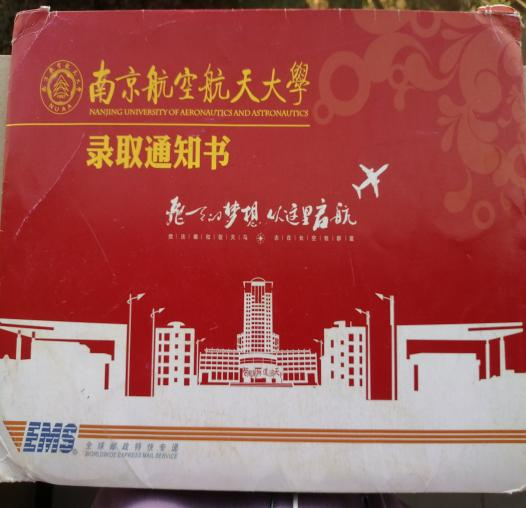 南京航空航天大學
NANJING UNIVERSITY OF AERONAUTICS AND ASTRONAUTICS
NUAA
录取通知书
飞天的梦想,从这里启航
EMS
全球邮政特快专递
WORLDWIDE EXPRESS MAIL SERVICE